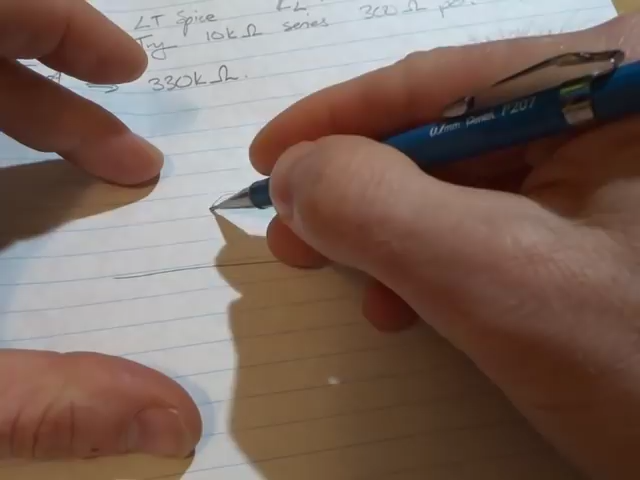 LT Spice
Try 10kΩ series 300Ω
⇒ 330kΩ.
0.7mm Pentel P207